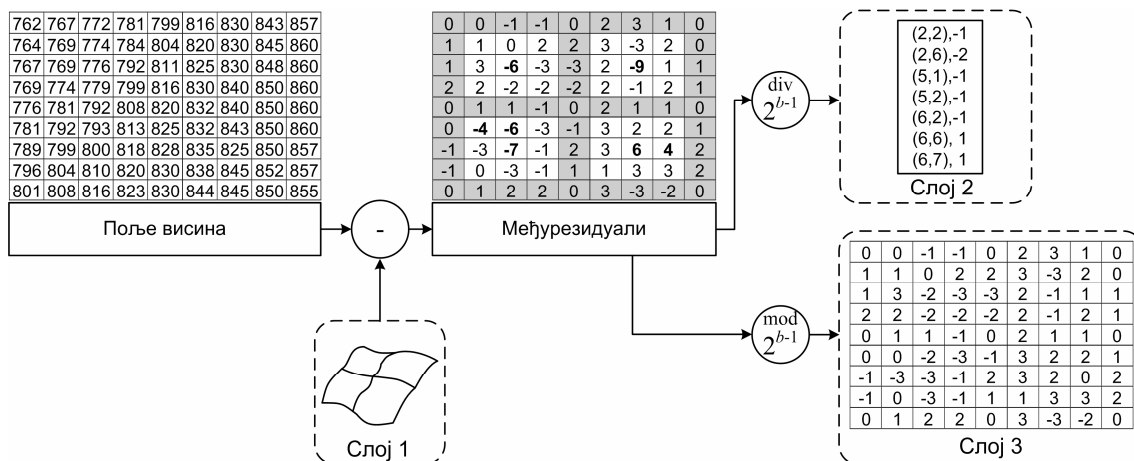 762 767 772 781 799 816 830 843 857
764 769 774 784 804 820 830 845 860
767 769 776 792 811 825 830 848 860
769 774 779 799 816 830 840 850 860
776 781 792 808 820 832 840 850 860
781 792 793 813 825 832 843 850 860
789 799 800 818 828 835 825 850 857
796 804 810 820 830 838 845 852 857
801 808 816 823 830 844 845 850 855
Поље висина
-
0 0 -1 -1 0 2 3 1 0
1 1 0 2 2 3 -3 2 0
1 3 -6 -3 -3 2 -9 1 1
2 2 -2 -2 -2 2 -1 2 1
0 1 1 -1 0 2 1 1 0
0 -4 -6 -3 -1 3 2 2 1
-1 -3 -7 -1 2 3 6 4 2
-1 0 -3 -1 1 1 3 3 2
0 1 2 2 0 3 -3 -2 0
Међурезидуали
Слој 1
div
2^{b-1}
(2,2),-1
(2,6),-2
(5,1),-1
(5,2),-1
(6,2),-1
(6,6), 1
(6,7), 1
Слој 2
mod
2^{b-1}
0 0 -1 -1 0 2 3 1 0
1 1 0 2 2 3 -3 2 0
1 3 -2 -3 -3 2 -1 1 1
2 2 -2 -2 -2 2 -1 2 1
0 1 1 -1 0 2 1 1 0
0 0 -2 -3 -1 3 2 2 1
-1 -3 -3 -1 2 3 2 0 2
-1 0 -3 -1 1 1 3 3 2
0 1 2 2 0 3 -3 -2 0
Слој 3